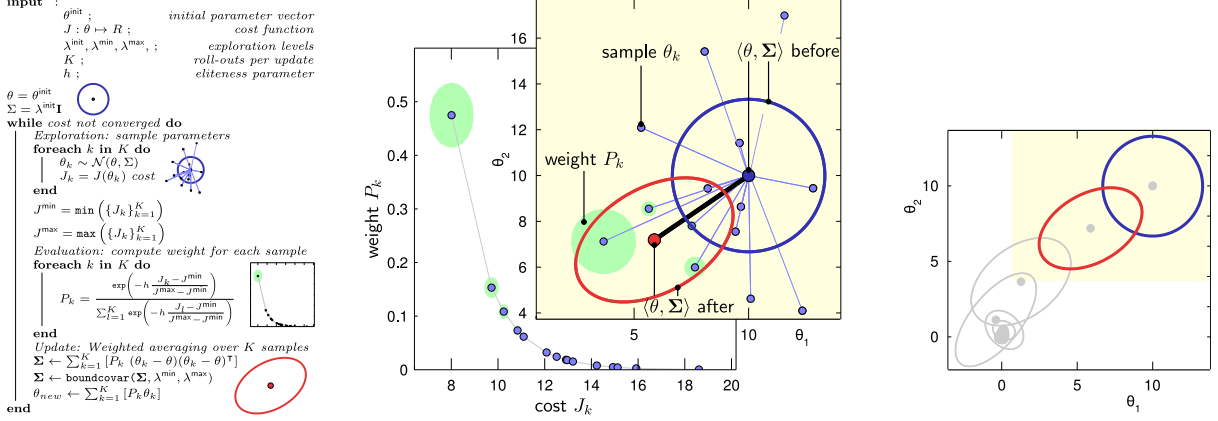 input :
θ^init ; initial parameter vector
J : θ ↦ R ; cost function
λ^init, λ^min, λ^max, ; exploration levels
K ; roll-outs per update
h ; eliteness parameter
θ = θ^init
Σ = λ^init I
while cost not converged do
Exploration: sample parameters
foreach k in K do
θ_k ∼ N(θ, Σ)
J_k = J(θ_k) cost
end
J^min = min ({J_k}_{k=1}^K)
J^max = max ({J_k}_{k=1}^K)
Evaluation: compute weight for each sample
foreach k in K do
P_k = exp(−h (J_k−J^min)/(J^max−J^min)) / ∑_{l=1}^K exp(−h (J_l−J^min)/(J^max−J^min))
end
Update: Weighted averaging over K samples
Σ ← ∑_{k=1}^K [P_k (θ_k − θ)(θ_k − θ)^⊺]
Σ ← boundcovar(Σ, λ^min, λ^max)
θ_new ← ∑_{k=1}^K [P_k θ_k]
end
weight P_k
0.5
0.4
0.3
0.2
0.1
0
8 10 12 14 16 18 20
cost J_k
16
14
12
10
8
6
4
θ_2
5 10
θ_1
sample θ_k
⟨θ, Σ⟩ before
weight P_k
⟨θ, Σ⟩ after
10
5
0
θ_2
0 5 10
θ_1